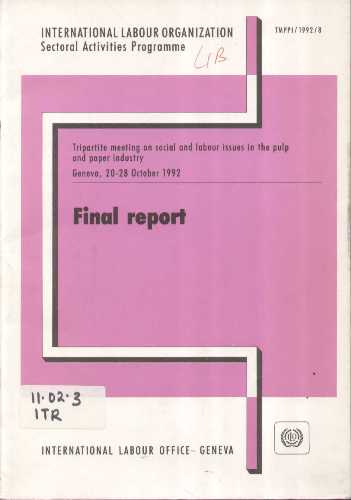 INTERNATIONAL LABOUR ORGANIZATION
Sectoral Activities Programme
TMPPI/1992/8
LIB
Tripartite meeting on social and labour issues in the pulp
and paper industry
Geneva, 20-28 October 1992
Final report
11.02.3
ITR
INTERNATIONAL LABOUR OFFICE - GENEVA